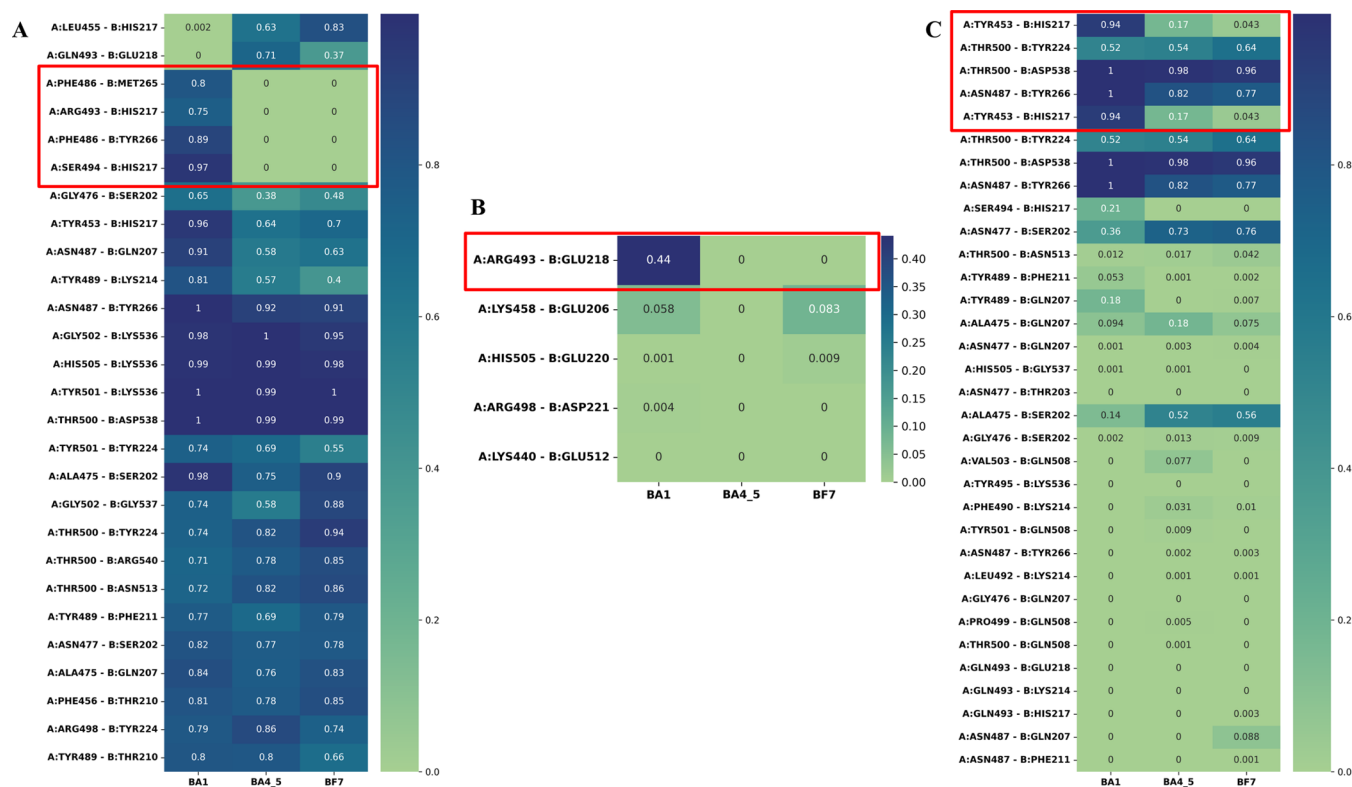 A
A:LEU455 - B:HIS217 0.002 0.63 0.83
A:GLN493 - B:GLU218 0 0.71 0.37
A:PHE486 - B:MET265 0.8 0 0
A:ARG493 - B:HIS217 0.75 0 0
A:PHE486 - B:TYR266 0.89 0 0
A:SER494 - B:HIS217 0.97 0 0
A:GLY476 - B:SER202 0.65 0.38 0.48
A:TYR453 - B:HIS217 0.96 0.64 0.7
A:ASN487 - B:GLN207 0.91 0.58 0.63
A:TYR489 - B:LYS214 0.81 0.57 0.4
A:ASN487 - B:TYR266 1 0.92 0.91
A:GLY502 - B:LYS536 0.98 1 0.95
A:HIS505 - B:LYS536 0.99 0.99 0.98
A:TYR501 - B:LYS536 1 0.99 1
A:THR500 - B:ASP538 1 0.99 0.99
A:TYR501 - B:TYR224 0.74 0.69 0.55
A:ALA475 - B:SER202 0.98 0.75 0.9
A:GLY502 - B:GLY537 0.74 0.58 0.88
A:THR500 - B:TYR224 0.74 0.82 0.94
A:THR500 - B:ARG540 0.71 0.78 0.85
A:THR500 - B:ASN513 0.72 0.82 0.86
A:TYR489 - B:PHE211 0.77 0.69 0.79
A:ASN477 - B:SER202 0.82 0.77 0.78
A:ALA475 - B:GLN207 0.84 0.76 0.83
A:PHE456 - B:THR210 0.81 0.78 0.85
A:ARG498 - B:TYR224 0.79 0.86 0.74
A:TYR489 - B:THR210 0.8 0.8 0.66
BA1 BA4_5 BF7
0.8
0.6
0.4
0.2
0.0
B
A:ARG493 - B:GLU218 0.44 0 0
A:LYS458 - B:GLU206 0.058 0 0.083
A:HIS505 - B:GLU220 0.001 0 0.009
A:ARG498 - B:ASP221 0.004 0 0
A:LYS440 - B:GLU512 0 0 0
BA1 BA4_5 BF7
0.40
0.35
0.30
0.25
0.20
0.15
0.10
0.05
0.00
C
A:TYR453 - B:HIS217 0.94 0.17 0.043
A:THR500 - B:TYR224 0.52 0.54 0.64
A:THR500 - B:ASP538 1 0.98 0.96
A:ASN487 - B:TYR266 1 0.82 0.77
A:TYR453 - B:HIS217 0.94 0.17 0.043
A:THR500 - B:TYR224 0.52 0.54 0.64
A:THR500 - B:ASP538 1 0.98 0.96
A:ASN487 - B:TYR266 1 0.82 0.77
A:SER494 - B:HIS217 0.21 0 0
A:ASN477 - B:SER202 0.36 0.73 0.76
A:THR500 - B:ASN513 0.012 0.017 0.042
A:TYR489 - B:PHE211 0.053 0.001 0.002
A:TYR489 - B:GLN207 0.18 0 0.007
A:ALA475 - B:GLN207 0.094 0.18 0.075
A:ASN477 - B:GLN207 0.001 0.003 0.004
A:HIS505 - B:GLY537 0.001 0.001 0
A:ASN477 - B:THR203 0 0 0
A:ALA475 - B:SER202 0.14 0.52 0.56
A:GLY476 - B:SER202 0.002 0.013 0.009
A:VAL503 - B:GLN508 0 0.077 0
A:TYR495 - B:LYS536 0 0 0
A:PHE490 - B:LYS214 0 0.031 0.01
A:TYR501 - B:GLN508 0 0.009 0
A:ASN487 - B:TYR266 0 0.002 0.003
A:LEU492 - B:LYS214 0 0.001 0.001
A:GLY476 - B:GLN207 0 0 0
A:PRO499 - B:GLN508 0 0.005 0
A:THR500 - B:GLN508 0 0.001 0
A:GLN493 - B:GLU218 0 0 0
A:GLN493 - B:LYS214 0 0 0
A:GLN493 - B:HIS217 0 0 0.003
A:ASN487 - B:GLN207 0 0 0.088
A:ASN487 - B:PHE211 0 0 0.001
BA1 BA4_5 BF7
0.8
0.6
0.4
0.2
0.0